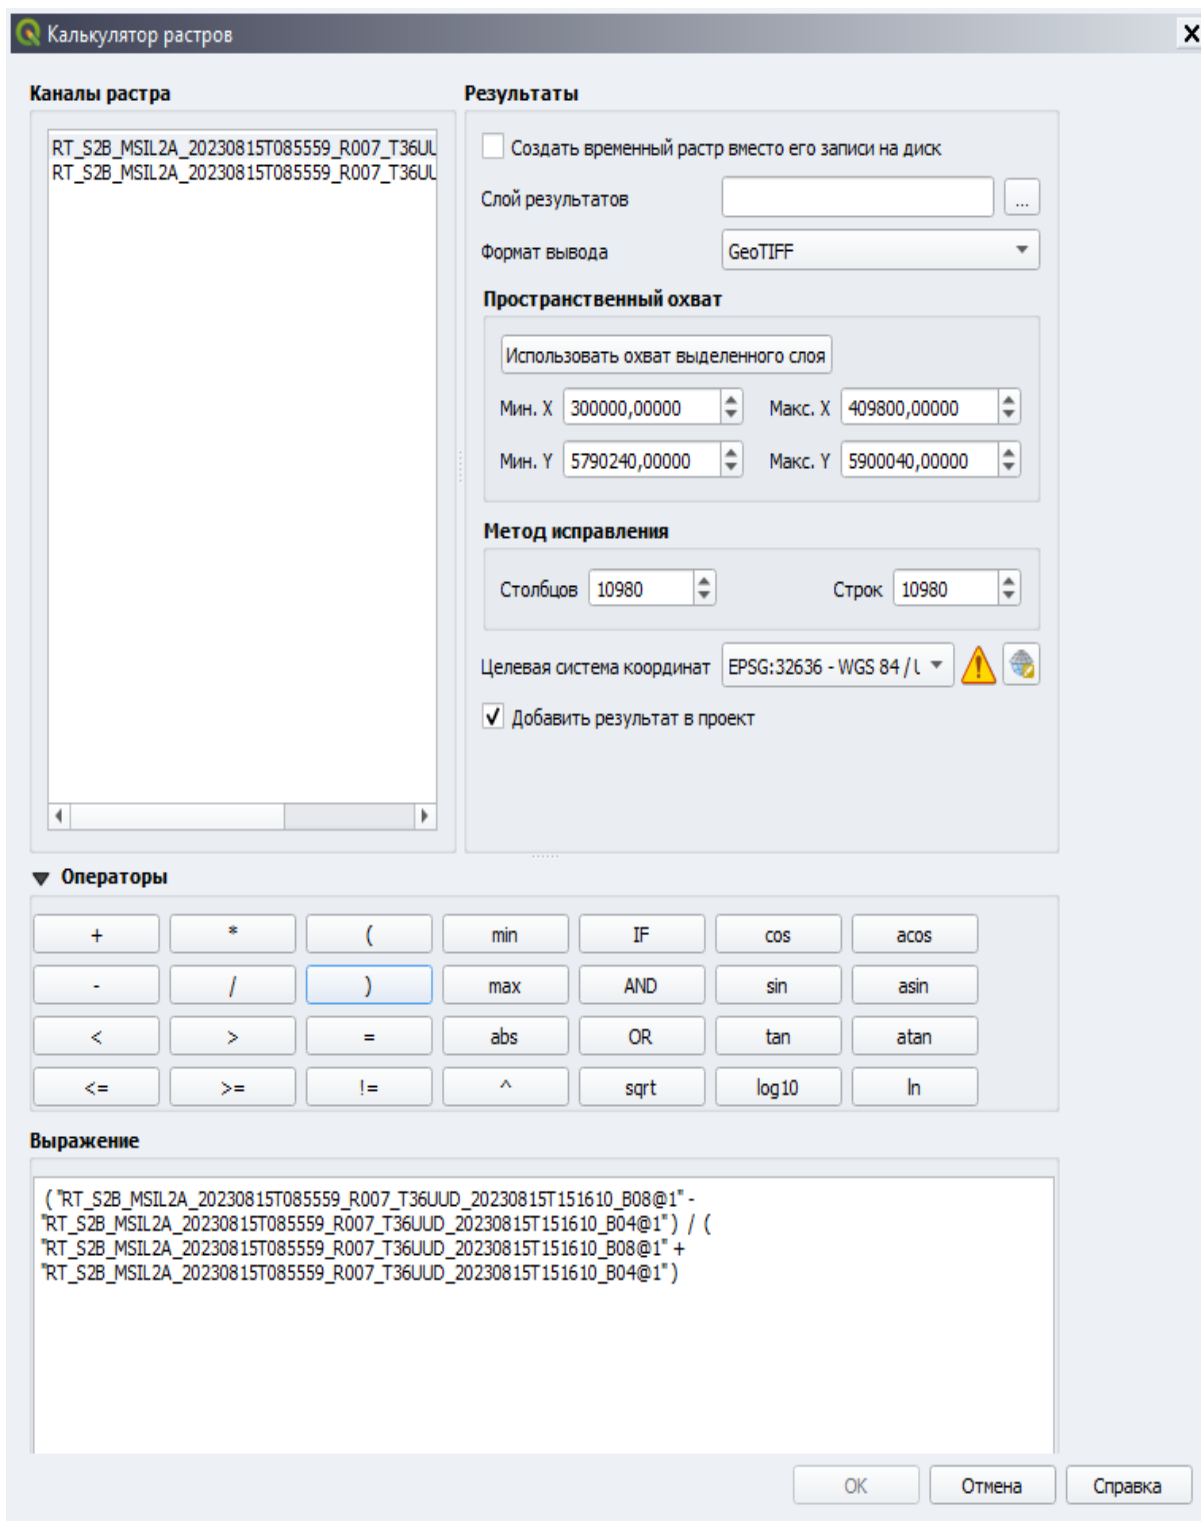 Калькулятор растров
Каналы растра
RT_S2B_MSIL2A_20230815T085559_R007_T36UU
RT_S2B_MSIL2A_20230815T085559_R007_T36UU
Результаты
Создать временный растр вместо его записи на диск
Слой результатов ...
Формат вывода GeoTIFF
Пространственный охват
Использовать охват выделенного слоя
Мин. X 300000,00000 Макс. X 409800,00000
Мин. Y 5790240,00000 Макс. Y 5900040,00000
Метод исправления
Столбцов 10980 Строк 10980
Целевая система координат EPSG:32636 - WGS 84 / U
Добавить результат в проект
Операторы
+ * ( min IF cos acos
- / ) max AND sin asin
< > = abs OR tan atan
<= >= != ^ sqrt log10 ln
Выражение
( "RT_S2B_MSIL2A_20230815T085559_R007_T36UUD_20230815T151610_B08@1" -
"RT_S2B_MSIL2A_20230815T085559_R007_T36UUD_20230815T151610_B04@1" ) / (
"RT_S2B_MSIL2A_20230815T085559_R007_T36UUD_20230815T151610_B08@1" +
"RT_S2B_MSIL2A_20230815T085559_R007_T36UUD_20230815T151610_B04@1" )
OK Отмена Справка